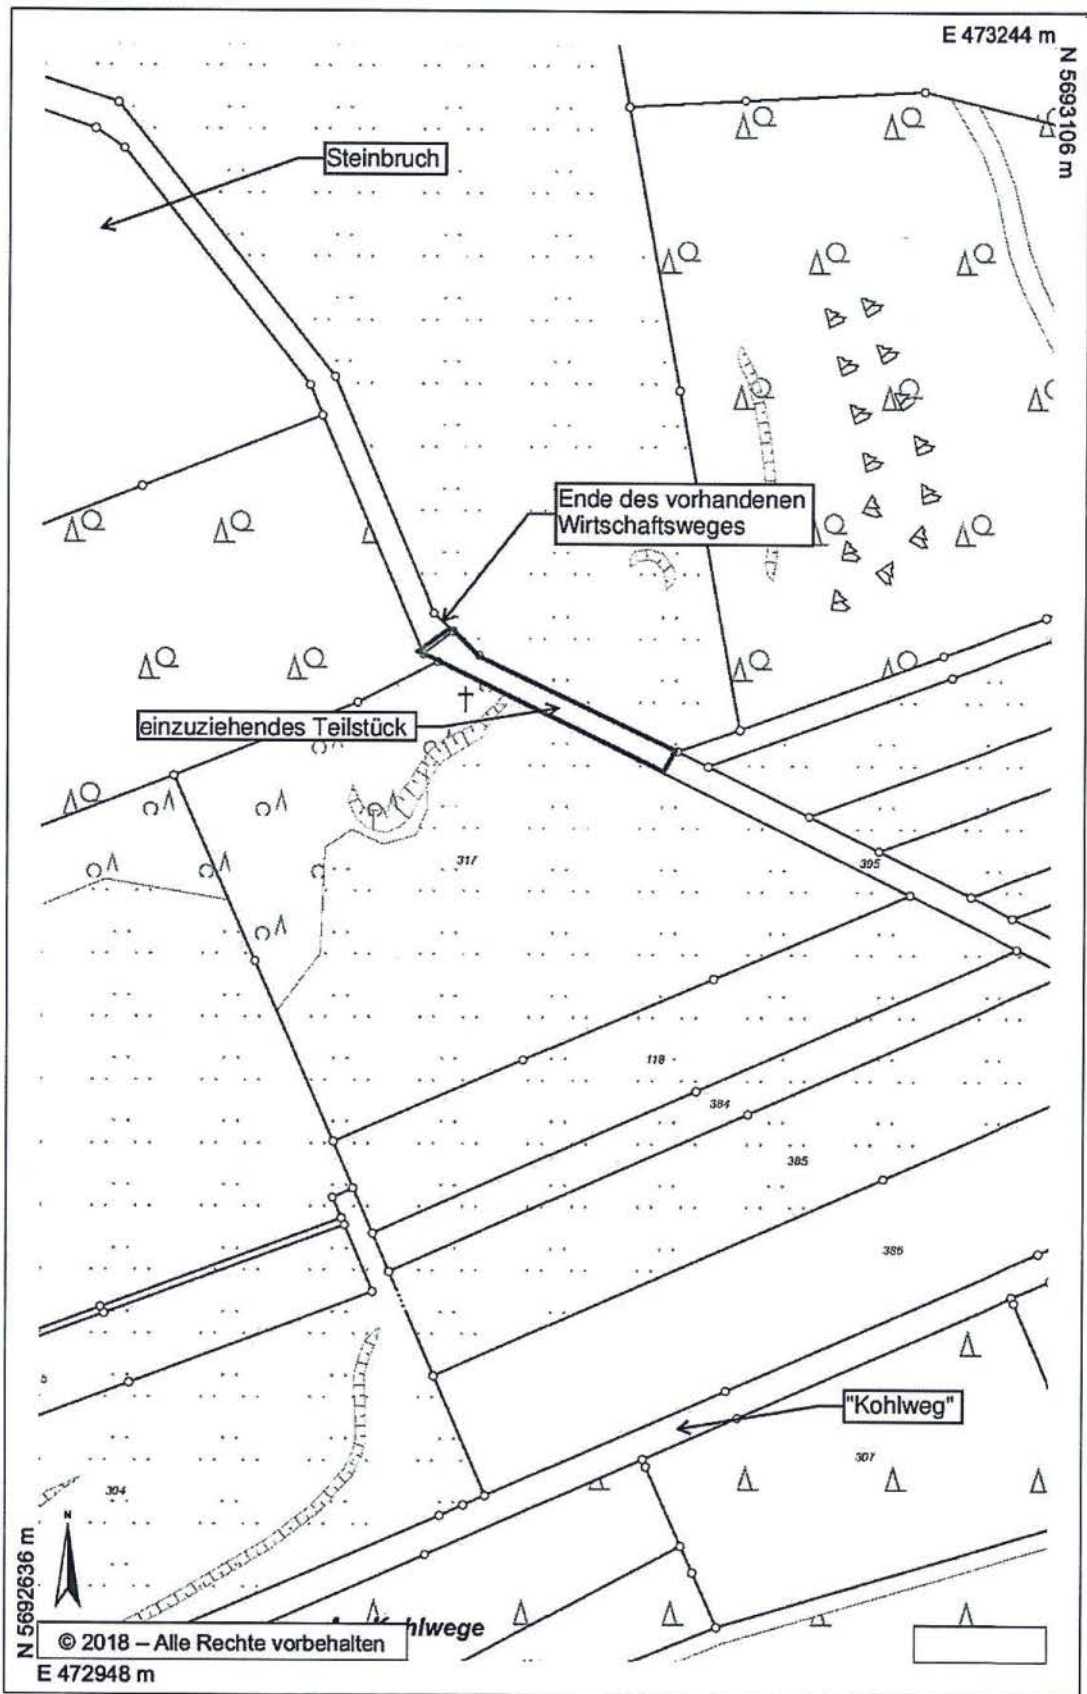 E 473244 m
N 5693106 m
Steinbruch
Ende des vorhandenen
Wirtschaftsweges
einzuziehendes Teilstück
317
395
118
384
385
386
"Kohlweg"
307
304
N
N 5692636 m
hlwege
© 2018 – Alle Rechte vorbehalten
E 472948 m